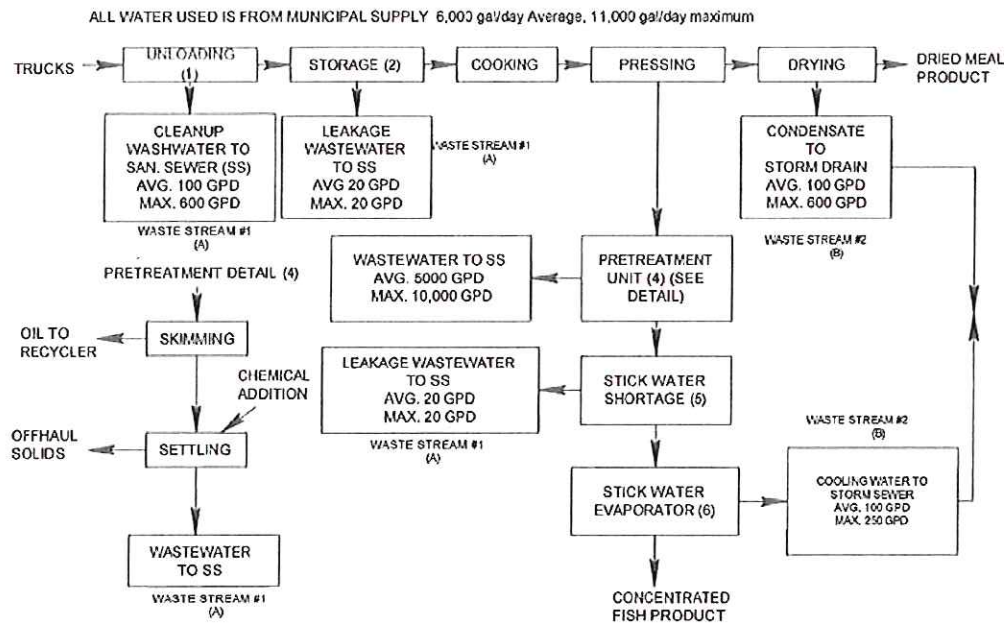 ALL WATER USED IS FROM MUNICIPAL SUPPLY 6,000 gal/day Average, 11,000 gal/day maximum
TRUCKS
UNLOADING
(1)
STORAGE (2)
COOKING
PRESSING
DRYING
DRIED MEAL
PRODUCT
CLEANUP
WASHWATER TO
SAN. SEWER (SS)
AVG. 100 GPD
MAX. 600 GPD
WASTE STREAM #1
(A)
LEAKAGE
WASTEWATER
TO SS
AVG 20 GPD
MAX. 20 GPD
WASTE STREAM #1
(A)
CONDENSATE
TO
STORM DRAIN
AVG. 100 GPD
MAX. 600 GPD
WASTE STREAM #2
(B)
PRETREATMENT DETAIL (4)
WASTEWATER TO SS
AVG. 5000 GPD
MAX. 10,000 GPD
PRETREATMENT
UNIT (4) (SEE
DETAIL)
OIL TO
RECYCLER
SKIMMING
CHEMICAL
ADDITION
LEAKAGE WASTEWATER
TO SS
AVG. 20 GPD
MAX. 20 GPD
WASTE STREAM #1
(A)
STICK WATER
SHORTAGE (5)
OFFHAUL
SOLIDS
SETTLING
WASTE STREAM #2
(B)
STICK WATER
EVAPORATOR (6)
COOLING WATER TO
STORM SEWER
AVG. 100 GPD
MAX. 250 GPD
WASTEWATER
TO SS
WASTE STREAM #1
(A)
CONCENTRATED
FISH PRODUCT